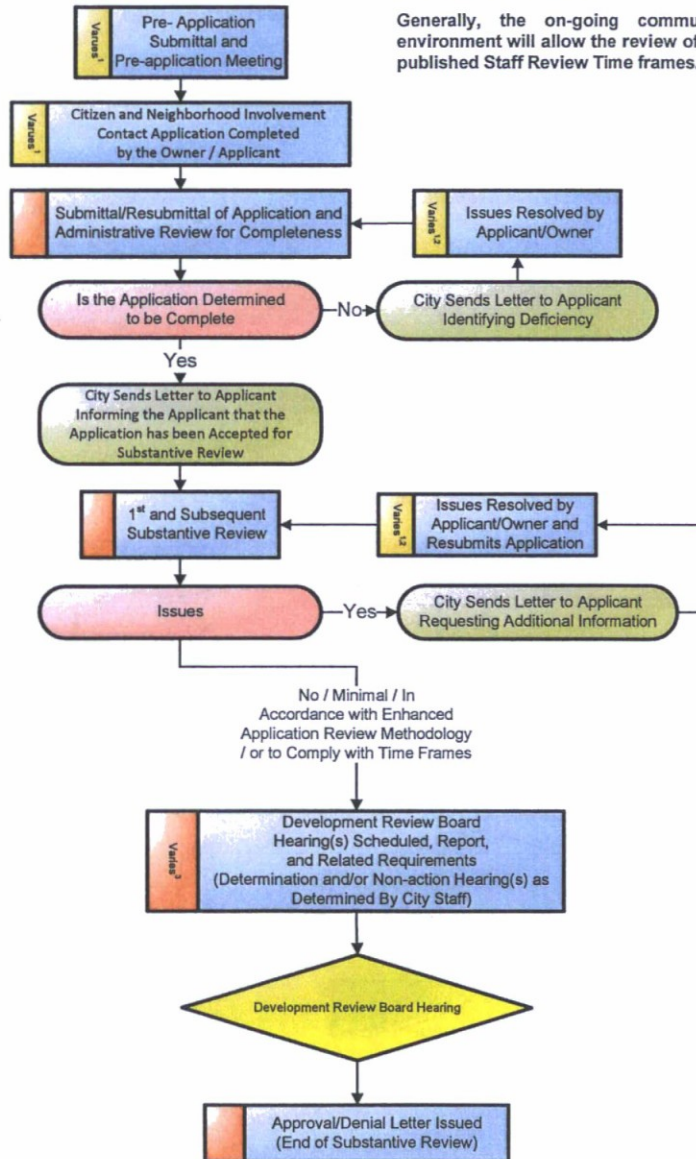 Generally, the on-going commu
environment will allow the review of
published Staff Review Time frames.
Varues¹
Pre- Application
Submittal and
Pre-application Meeting
Varues¹
Citizen and Neighborhood Involvement
Contact Application Completed
by the Owner / Applicant
Submittal/Resubmittal of Application and
Administrative Review for Completeness
Varies¹,²
Issues Resolved by
Applicant/Owner
Is the Application Determined
to be Complete
No
City Sends Letter to Applicant
Identifying Deficiency
Yes
City Sends Letter to Applicant
Informing the Applicant that the
Application has been Accepted for
Substantive Review
1st and Subsequent
Substantive Review
Varies¹,²
Issues Resolved by
Applicant/Owner and
Resubmits Application
Issues
Yes
City Sends Letter to Applicant
Requesting Additional Information
No / Minimal / In
Accordance with Enhanced
Application Review Methodology
/ or to Comply with Time Frames
Varies³
Development Review Board
Hearing(s) Scheduled, Report,
and Related Requirements
(Determination and/or Non-action Hearing(s) as
Determined By City Staff)
Development Review Board Hearing
Approval/Denial Letter Issued
(End of Substantive Review)